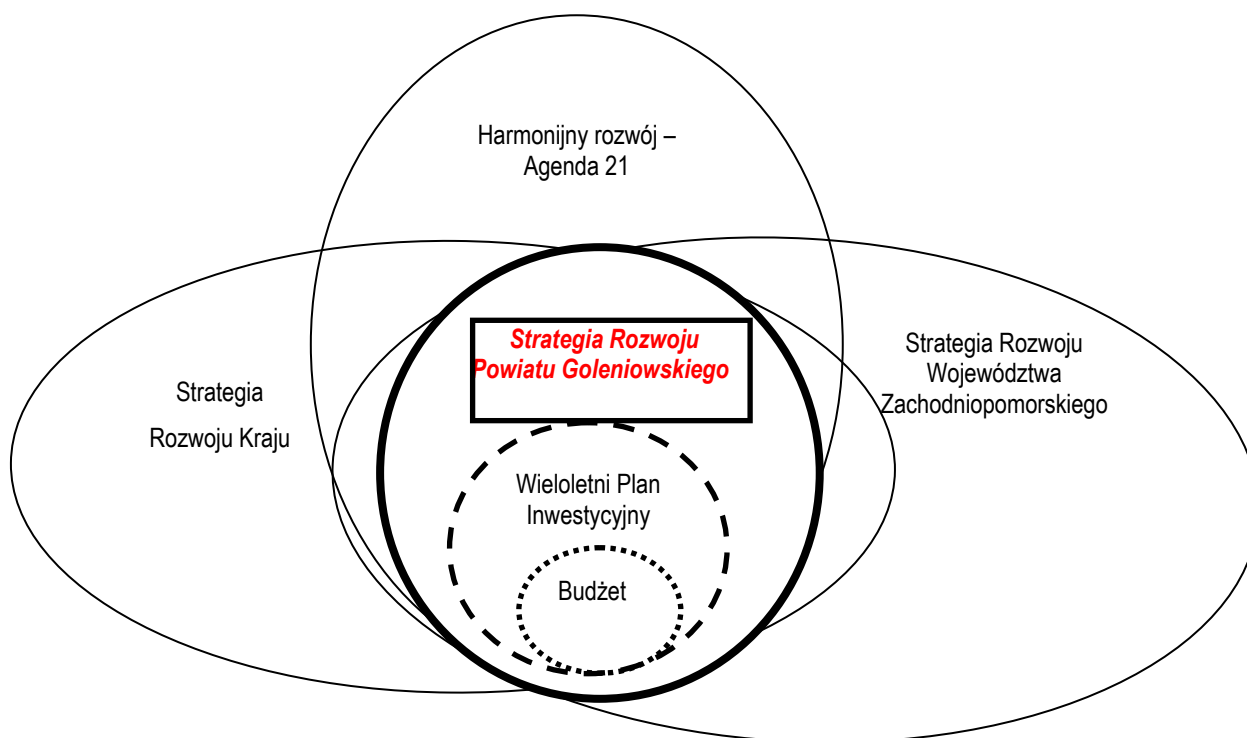 Harmonijny rozwój –
Agenda 21
Strategia Rozwoju
Powiatu Goleniowskiego
Strategia Rozwoju
Województwa
Zachodniopomorskiego
Strategia
Rozwoju Kraju
Wieloletni Plan
Inwestycyjny
Budżet